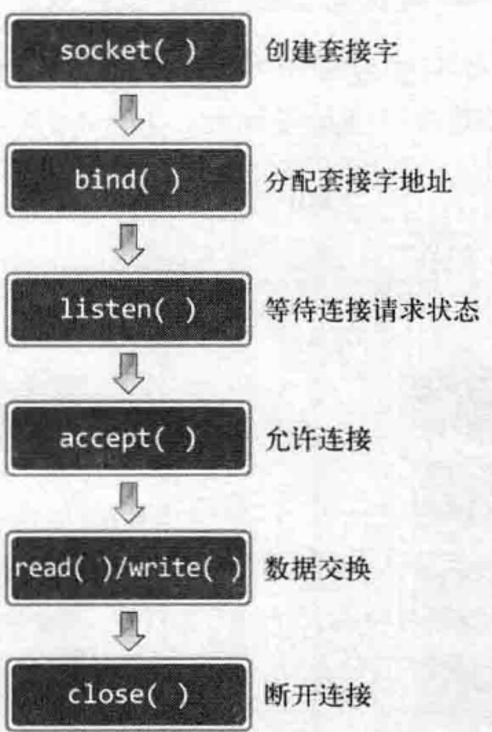 socket( ) 创建套接字
bind( ) 分配套接字地址
listen( ) 等待连接请求状态
accept( ) 允许连接
read( )/write( ) 数据交换
close( ) 断开连接